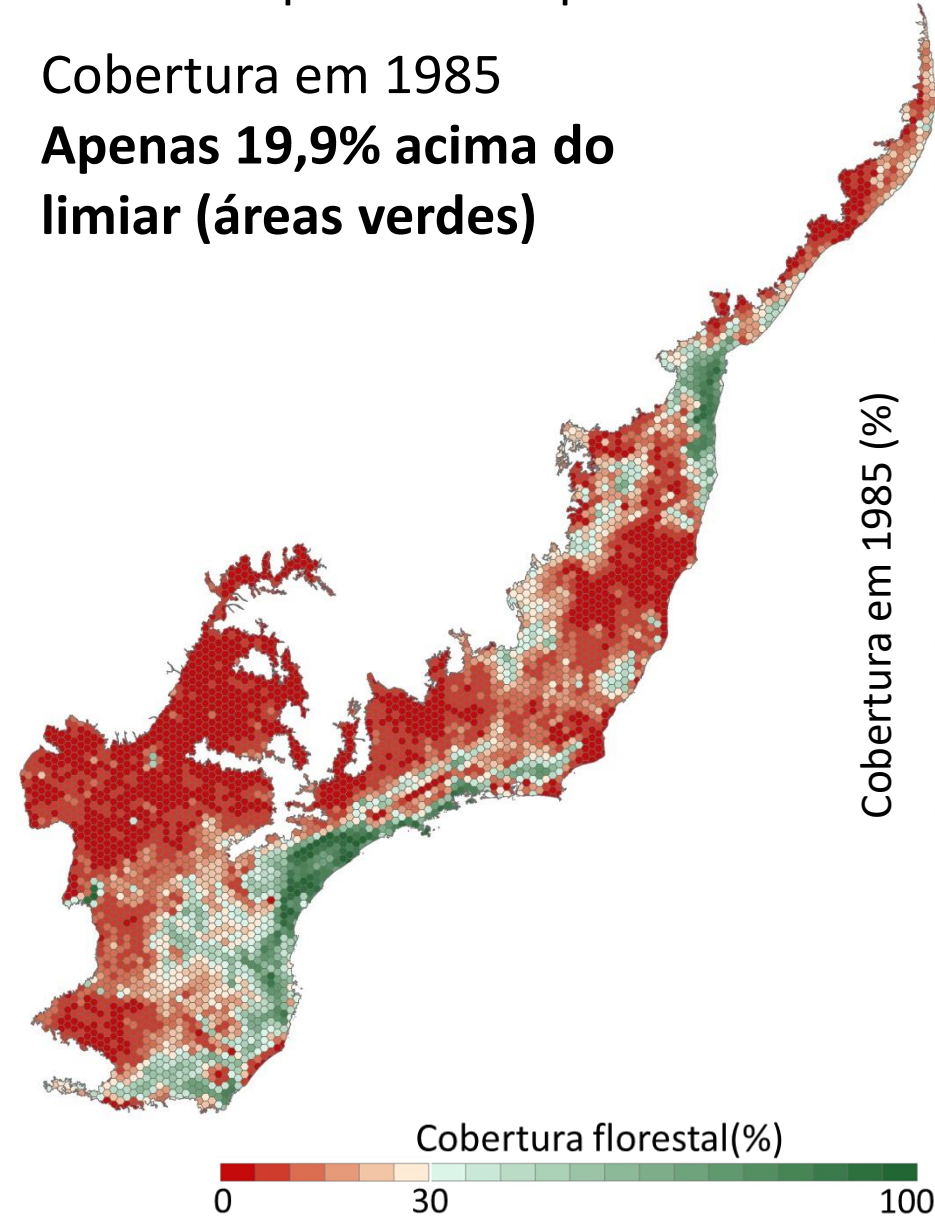 Cobertura em 1985
Apenas 19,9% acima do
limiar (áreas verdes)
Cobertura em 1985 (%)
Cobertura florestal(%)
0 30 100